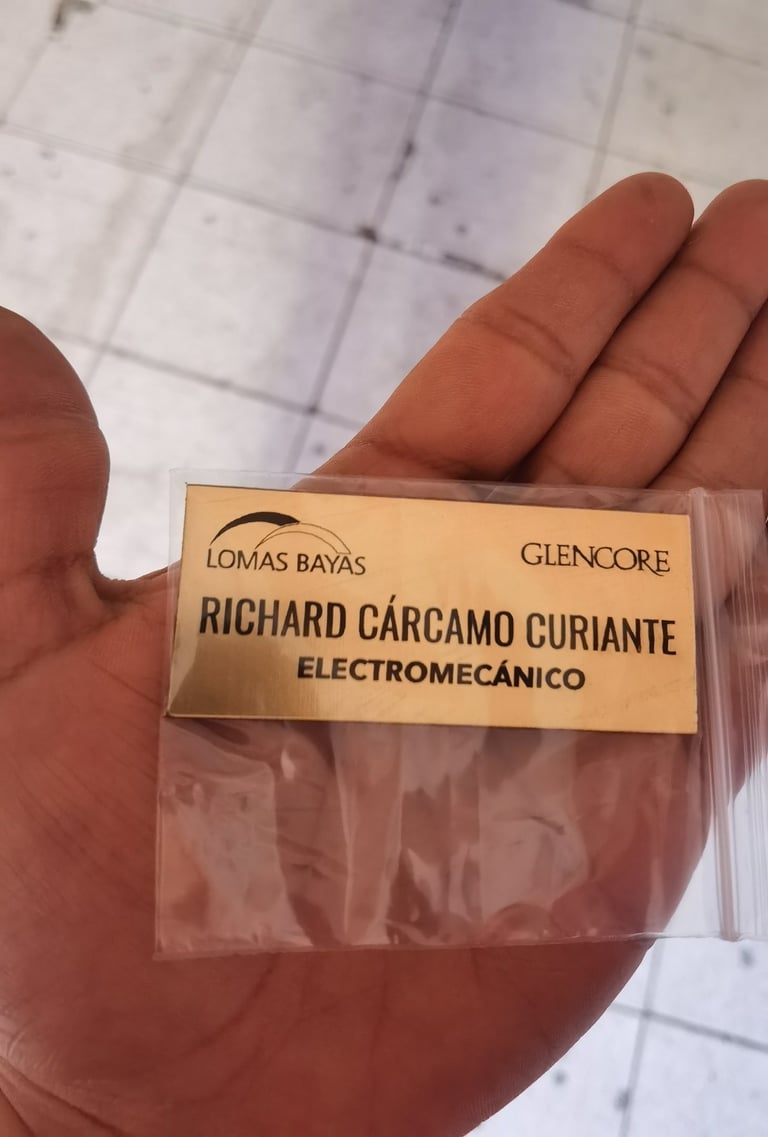 LOMAS BAYAS GLENCORE
RICHARD CÁRCAMO CURIANTE
ELECTROMECÁNICO